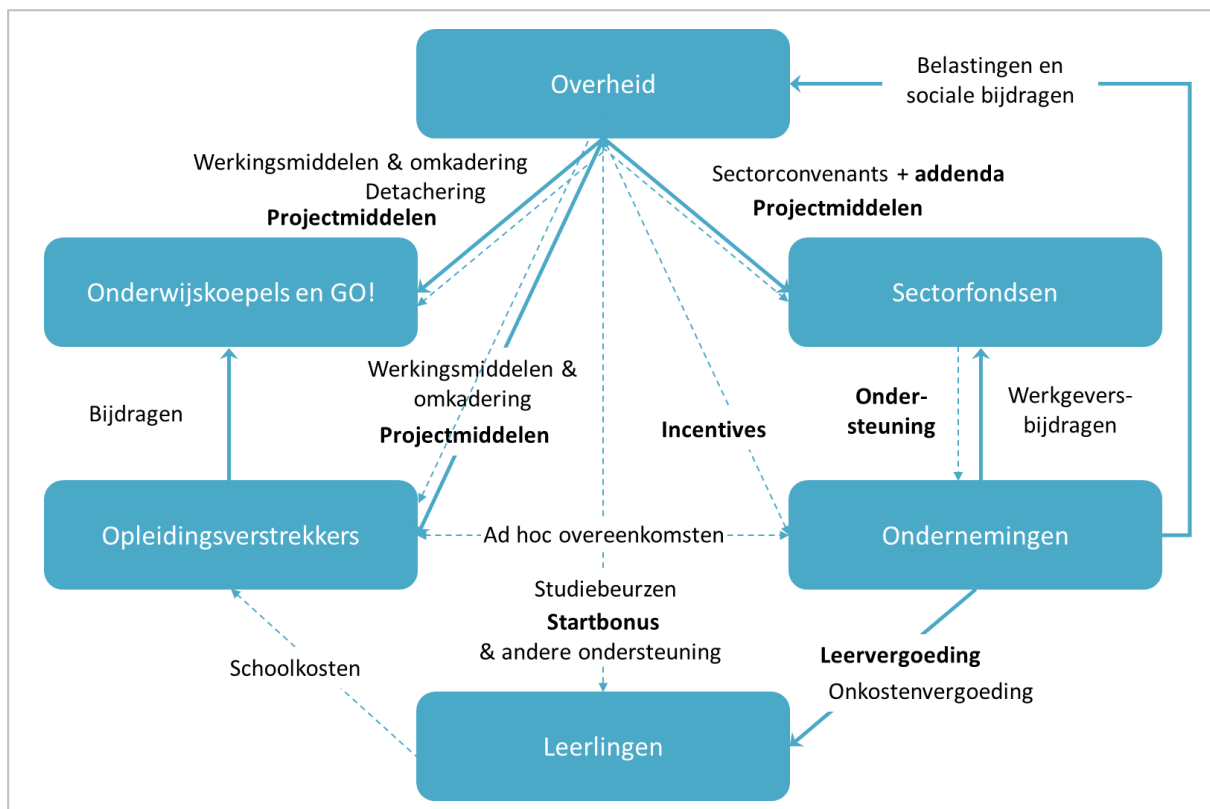 Overheid
Belastingen en
sociale bijdragen
Werkingsmiddelen & omkadering
Detachering
Projectmiddelen
Sectorconvenants + addenda
Projectmiddelen
Onderwijskoepels en GO!
Sectorfondsen
Bijdragen
Werkingsmiddelen &
omkadering
Projectmiddelen
Incentives
Onder-
steuning
Werkgevers-
bijdragen
Opleidingsverstrekkers
Ad hoc overeenkomsten
Ondernemingen
Studiebeurzen
Startbonus
& andere ondersteuning
Schoolkosten
Leervergoeding
Onkostenvergoeding
Leerlingen